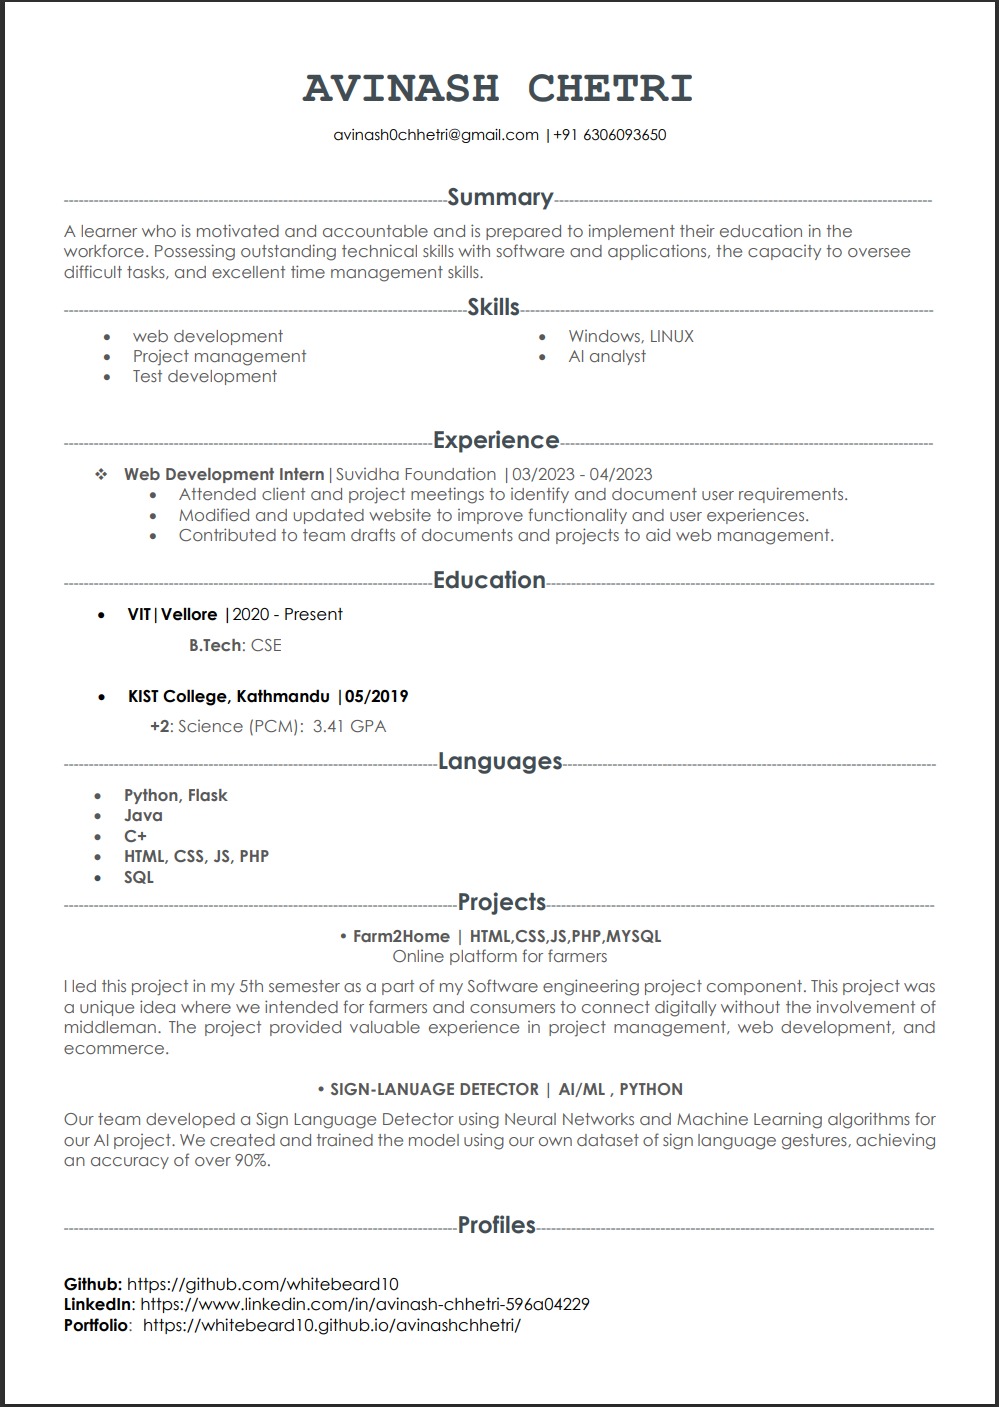 AVINASH CHETRI
avinash0chhetri@gmail.com |+91 6306093650
Summary
A learner who is motivated and accountable and is prepared to implement their education in the
workforce. Possessing outstanding technical skills with software and applications, the capacity to oversee
difficult tasks, and excellent time management skills.
Skills
• web development
• Project management
• Test development
• Windows, LINUX
• AI analyst
Experience
❖ Web Development Intern|Suvidha Foundation |03/2023 - 04/2023
• Attended client and project meetings to identify and document user requirements.
• Modified and updated website to improve functionality and user experiences.
• Contributed to team drafts of documents and projects to aid web management.
Education
• VIT|Vellore |2020 - Present
B.Tech: CSE
• KIST College, Kathmandu |05/2019
+2: Science (PCM): 3.41 GPA
Languages
• Python, Flask
• Java
• C+
• HTML, CSS, JS, PHP
• SQL
Projects
• Farm2Home | HTML,CSS,JS,PHP,MYSQL
Online platform for farmers
I led this project in my 5th semester as a part of my Software engineering project component. This project was
a unique idea where we intended for farmers and consumers to connect digitally without the involvement of
middleman. The project provided valuable experience in project management, web development, and
ecommerce.
• SIGN-LANUAGE DETECTOR | AI/ML , PYTHON
Our team developed a Sign Language Detector using Neural Networks and Machine Learning algorithms for
our AI project. We created and trained the model using our own dataset of sign language gestures, achieving
an accuracy of over 90%.
Profiles
Github: https://github.com/whitebeard10
LinkedIn: https://www.linkedin.com/in/avinash-chhetri-596a04229
Portfolio: https://whitebeard10.github.io/avinashchhetri/